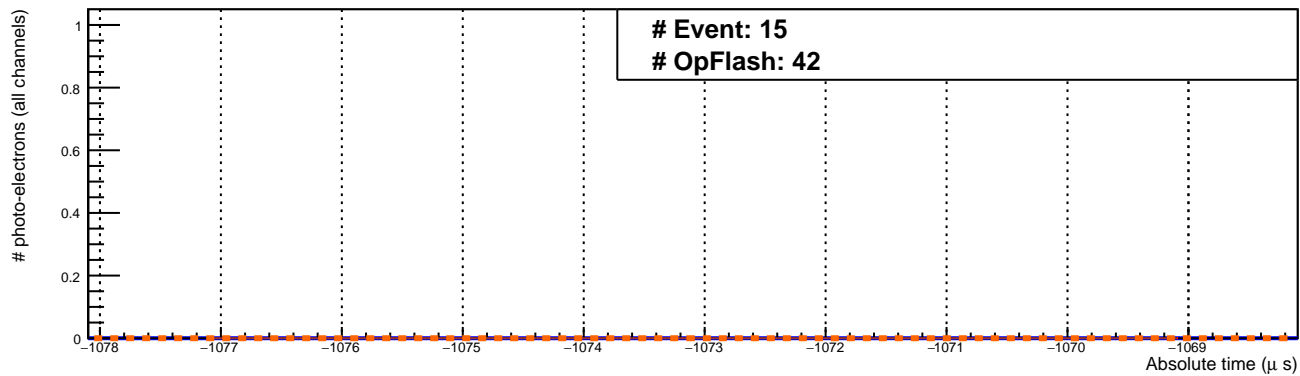 # Event: 15
# OpFlash: 42
# photo-electrons (all channels)
1
0.8
0.6
0.4
0.2
0
−1078 −1077 −1076 −1075 −1074 −1073 −1072 −1071 −1070 −1069
Absolute time (μ s)